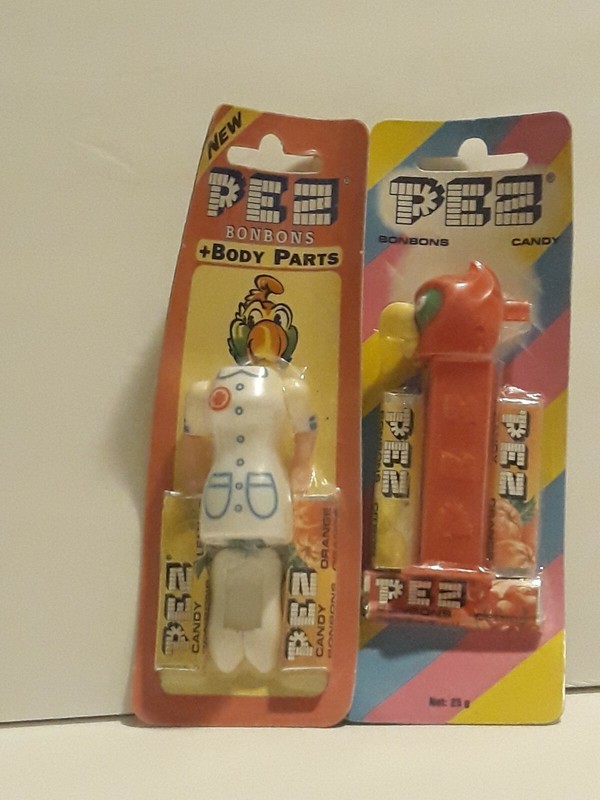 NEW
PEZ®
BONBONS
+BODY PARTS
PEZ®
CANDY
PEZ
CANDY
BONBONS
ORANGE
PEZ®
BONBONS CANDY
PEZ
PEZ
PEZ
Net: 25 g